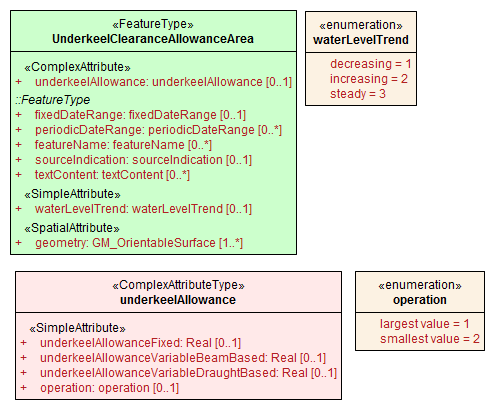 «FeatureType»
UnderkeelClearanceAllowanceArea
«ComplexAttribute»
+ underkeelAllowance: underkeelAllowance [0..1]
::FeatureType
+ fixedDateRange: fixedDateRange [0..1]
+ periodicDateRange: periodicDateRange [0..*]
+ featureName: featureName [0..*]
+ sourceIndication: sourceIndication [0..1]
+ textContent: textContent [0..*]
«SimpleAttribute»
+ waterLevelTrend: waterLevelTrend [0..1]
«SpatialAttribute»
+ geometry: GM_OrientableSurface [1..*]
«enumeration»
waterLevelTrend
decreasing = 1
increasing = 2
steady = 3
«ComplexAttributeType»
underkeelAllowance
«SimpleAttribute»
+ underkeelAllowanceFixed: Real [0..1]
+ underkeelAllowanceVariableBeamBased: Real [0..1]
+ underkeelAllowanceVariableDraughtBased: Real [0..1]
+ operation: operation [0..1]
«enumeration»
operation
largest value = 1
smallest value = 2